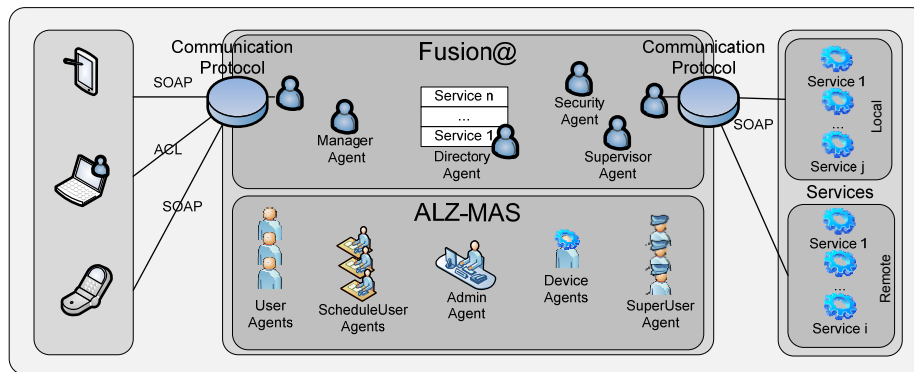 Communication
Protocol
SOAP
ACL
SOAP
Fusion@
Manager
Agent
Service n
...
Service 1
Directory
Agent
Security
Agent
Supervisor
Agent
Communication
Protocol
SOAP
Service 1
...
Service j
Local
Services
Service 1
...
Service i
Remote
ALZ-MAS
User
Agents
ScheduleUser
Agents
Admin
Agent
Device
Agents
SuperUser
Agent